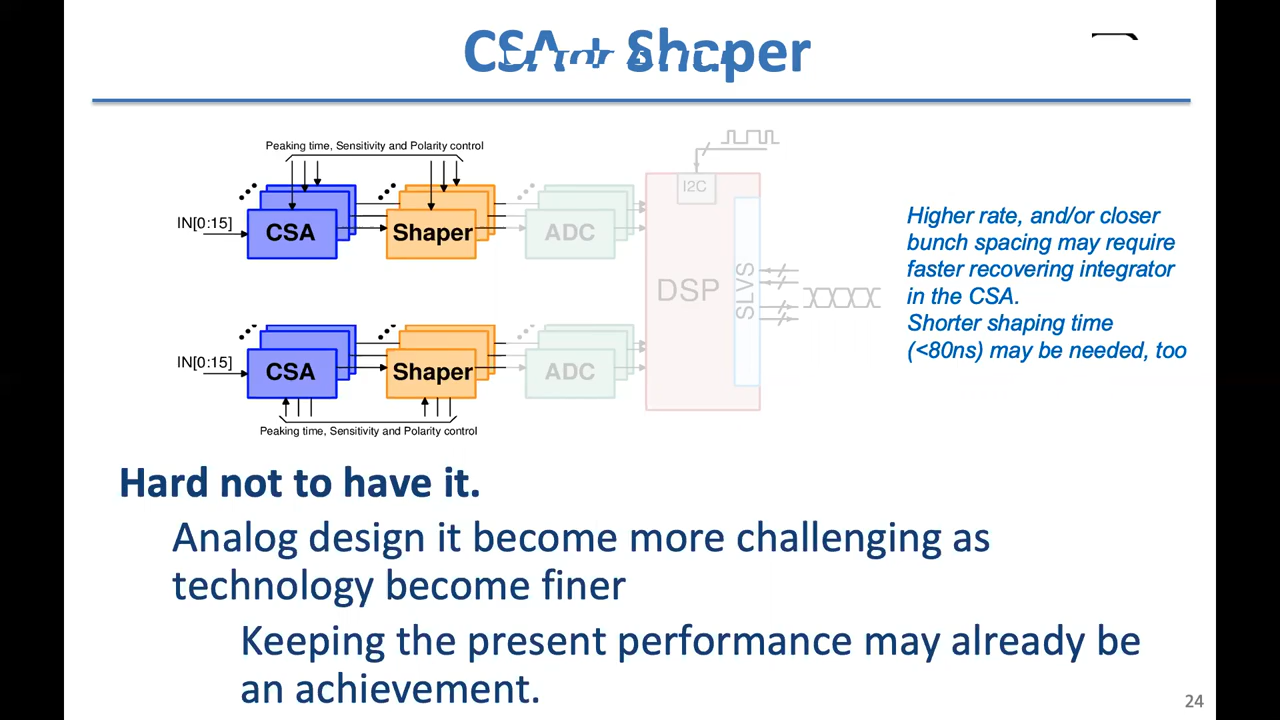 CSA + Shaper
Peaking time, Sensitivity and Polarity control
IN[0:15]
CSA
Shaper
ADC
I2C
DSP
SLVS
IN[0:15]
CSA
Shaper
ADC
Peaking time, Sensitivity and Polarity control
Higher rate, and/or closer
bunch spacing may require
faster recovering integrator
in the CSA.
Shorter shaping time
(<80ns) may be needed, too
Hard not to have it.
Analog design it become more challenging as
technology become finer
Keeping the present performance may already be
an achievement.
24